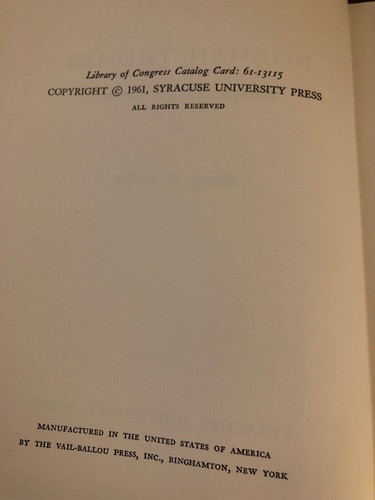 Library of Congress Catalog Card: 61-13115
COPYRIGHT © 1961, SYRACUSE UNIVERSITY PRESS
ALL RIGHTS RESERVED
MANUFACTURED IN THE UNITED STATES OF AMERICA
BY THE VAIL-BALLOU PRESS, INC., BINGHAMTON, NEW YORK